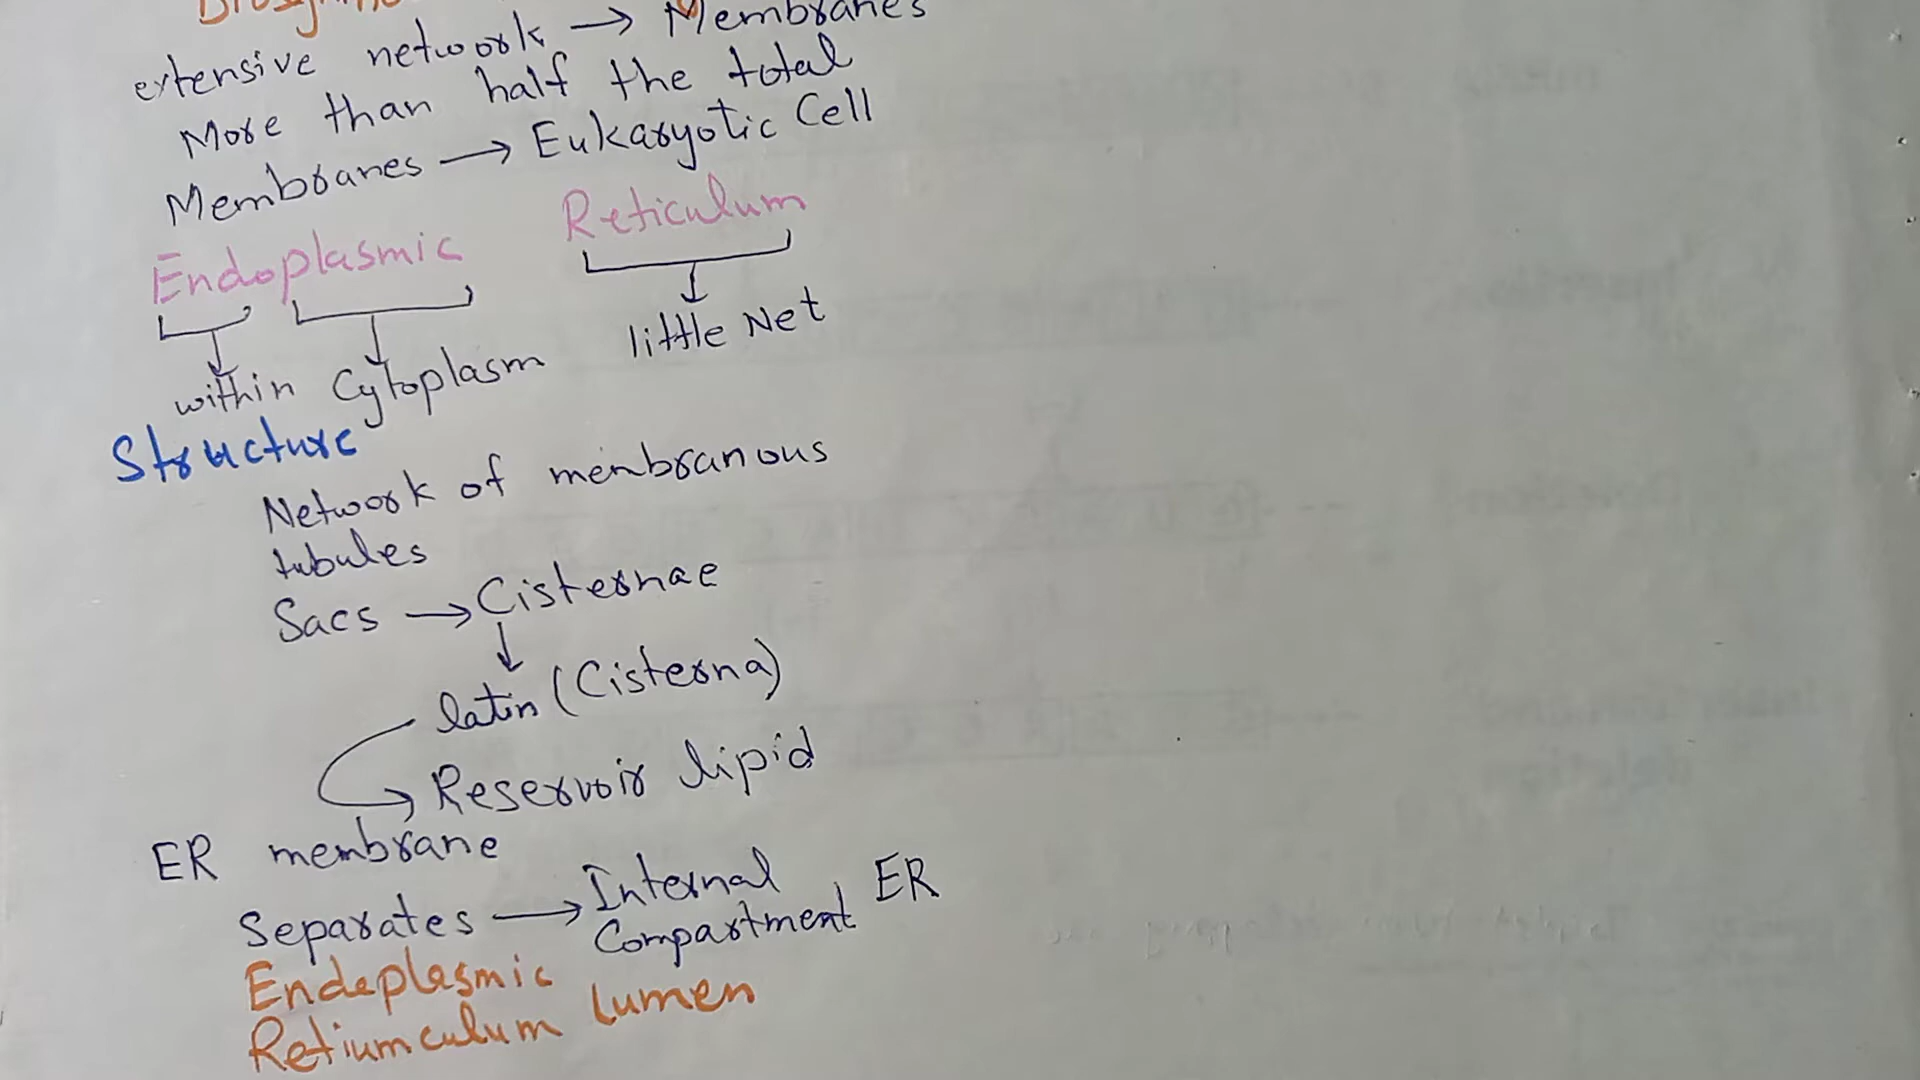 extensive network → Membranes
More than half the total
Membranes → Eukaryotic Cell
Endoplasmic Reticulum
within Cytoplasm little Net
Structure
Network of membranous
tubules
Sacs → Cisternae
latin (Cisterna)
Reservoir lipid
ER membrane
Separates → Internal Compartment ER
Endeplasmic
Retiumculum Lumen